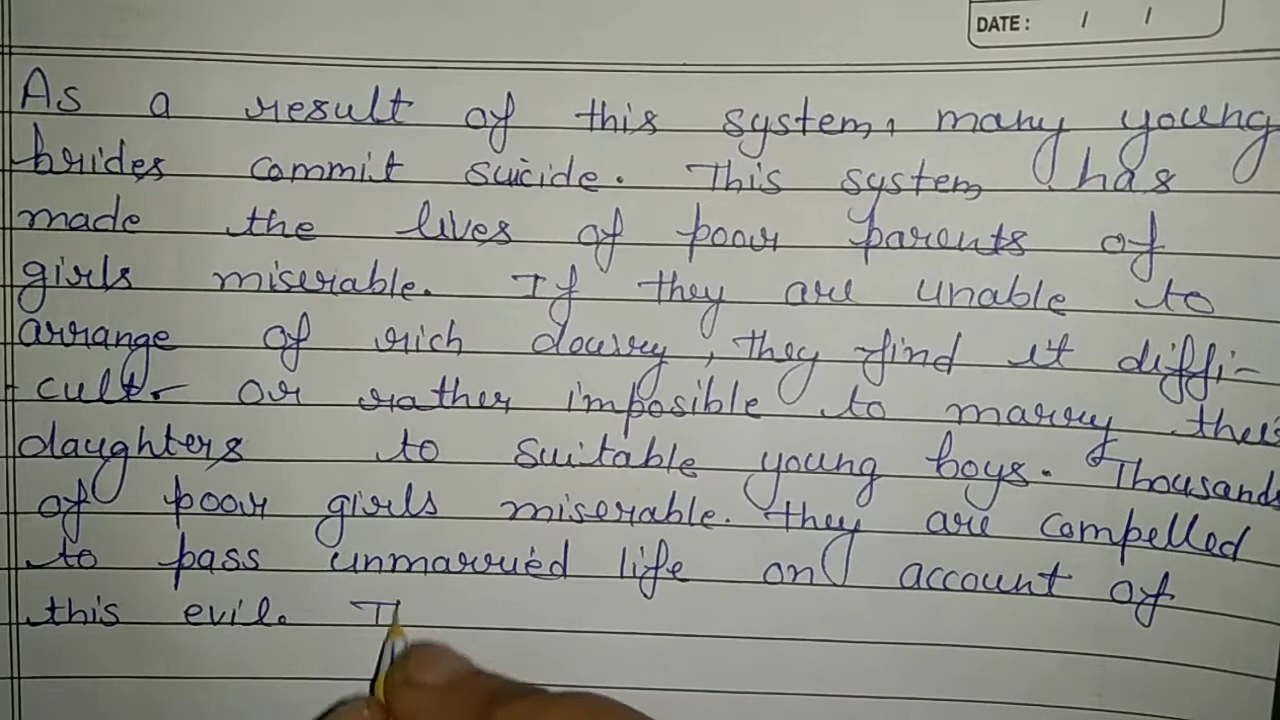 DATE: / /
As a result of this system, many young
brides commit suicide. This system has
made the lives of poor parents of
girls miserable. If they are unable to
arrange of rich dowry, they find it diffi-
cult or rather imposible to marry
daughters to suitable young boys. Thousands
of poor girls miserable. They are compelled
to pass unmarried life on account of
this evil. T